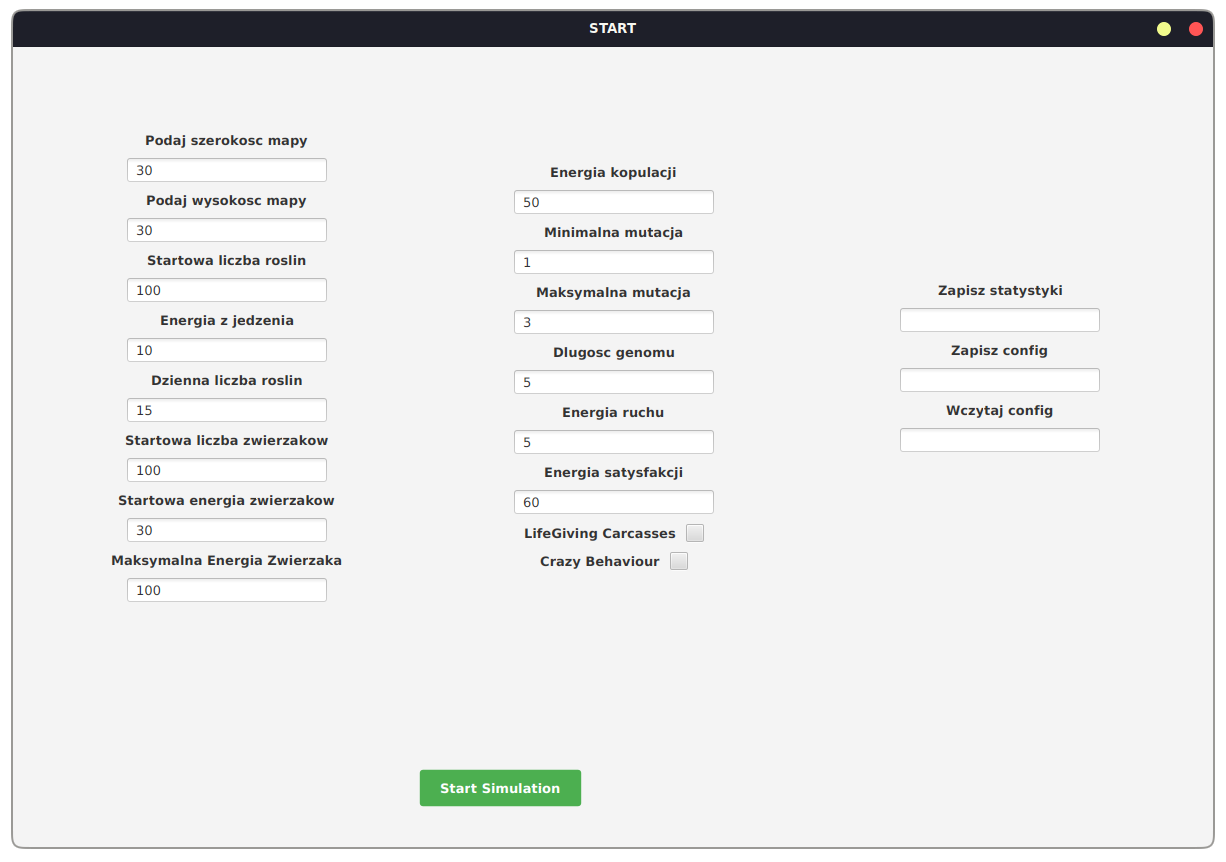 START
Podaj szerokosc mapy
30
Podaj wysokosc mapy
30
Startowa liczba roslin
100
Energia z jedzenia
10
Dzienna liczba roslin
15
Startowa liczba zwierzakow
100
Startowa energia zwierzakow
30
Maksymalna Energia Zwierzaka
100
Energia kopulacji
50
Minimalna mutacja
1
Maksymalna mutacja
3
Dlugosc genomu
5
Energia ruchu
5
Energia satysfakcji
60
LifeGiving Carcasses
Crazy Behaviour
Zapisz statystyki
Zapisz config
Wczytaj config
Start Simulation